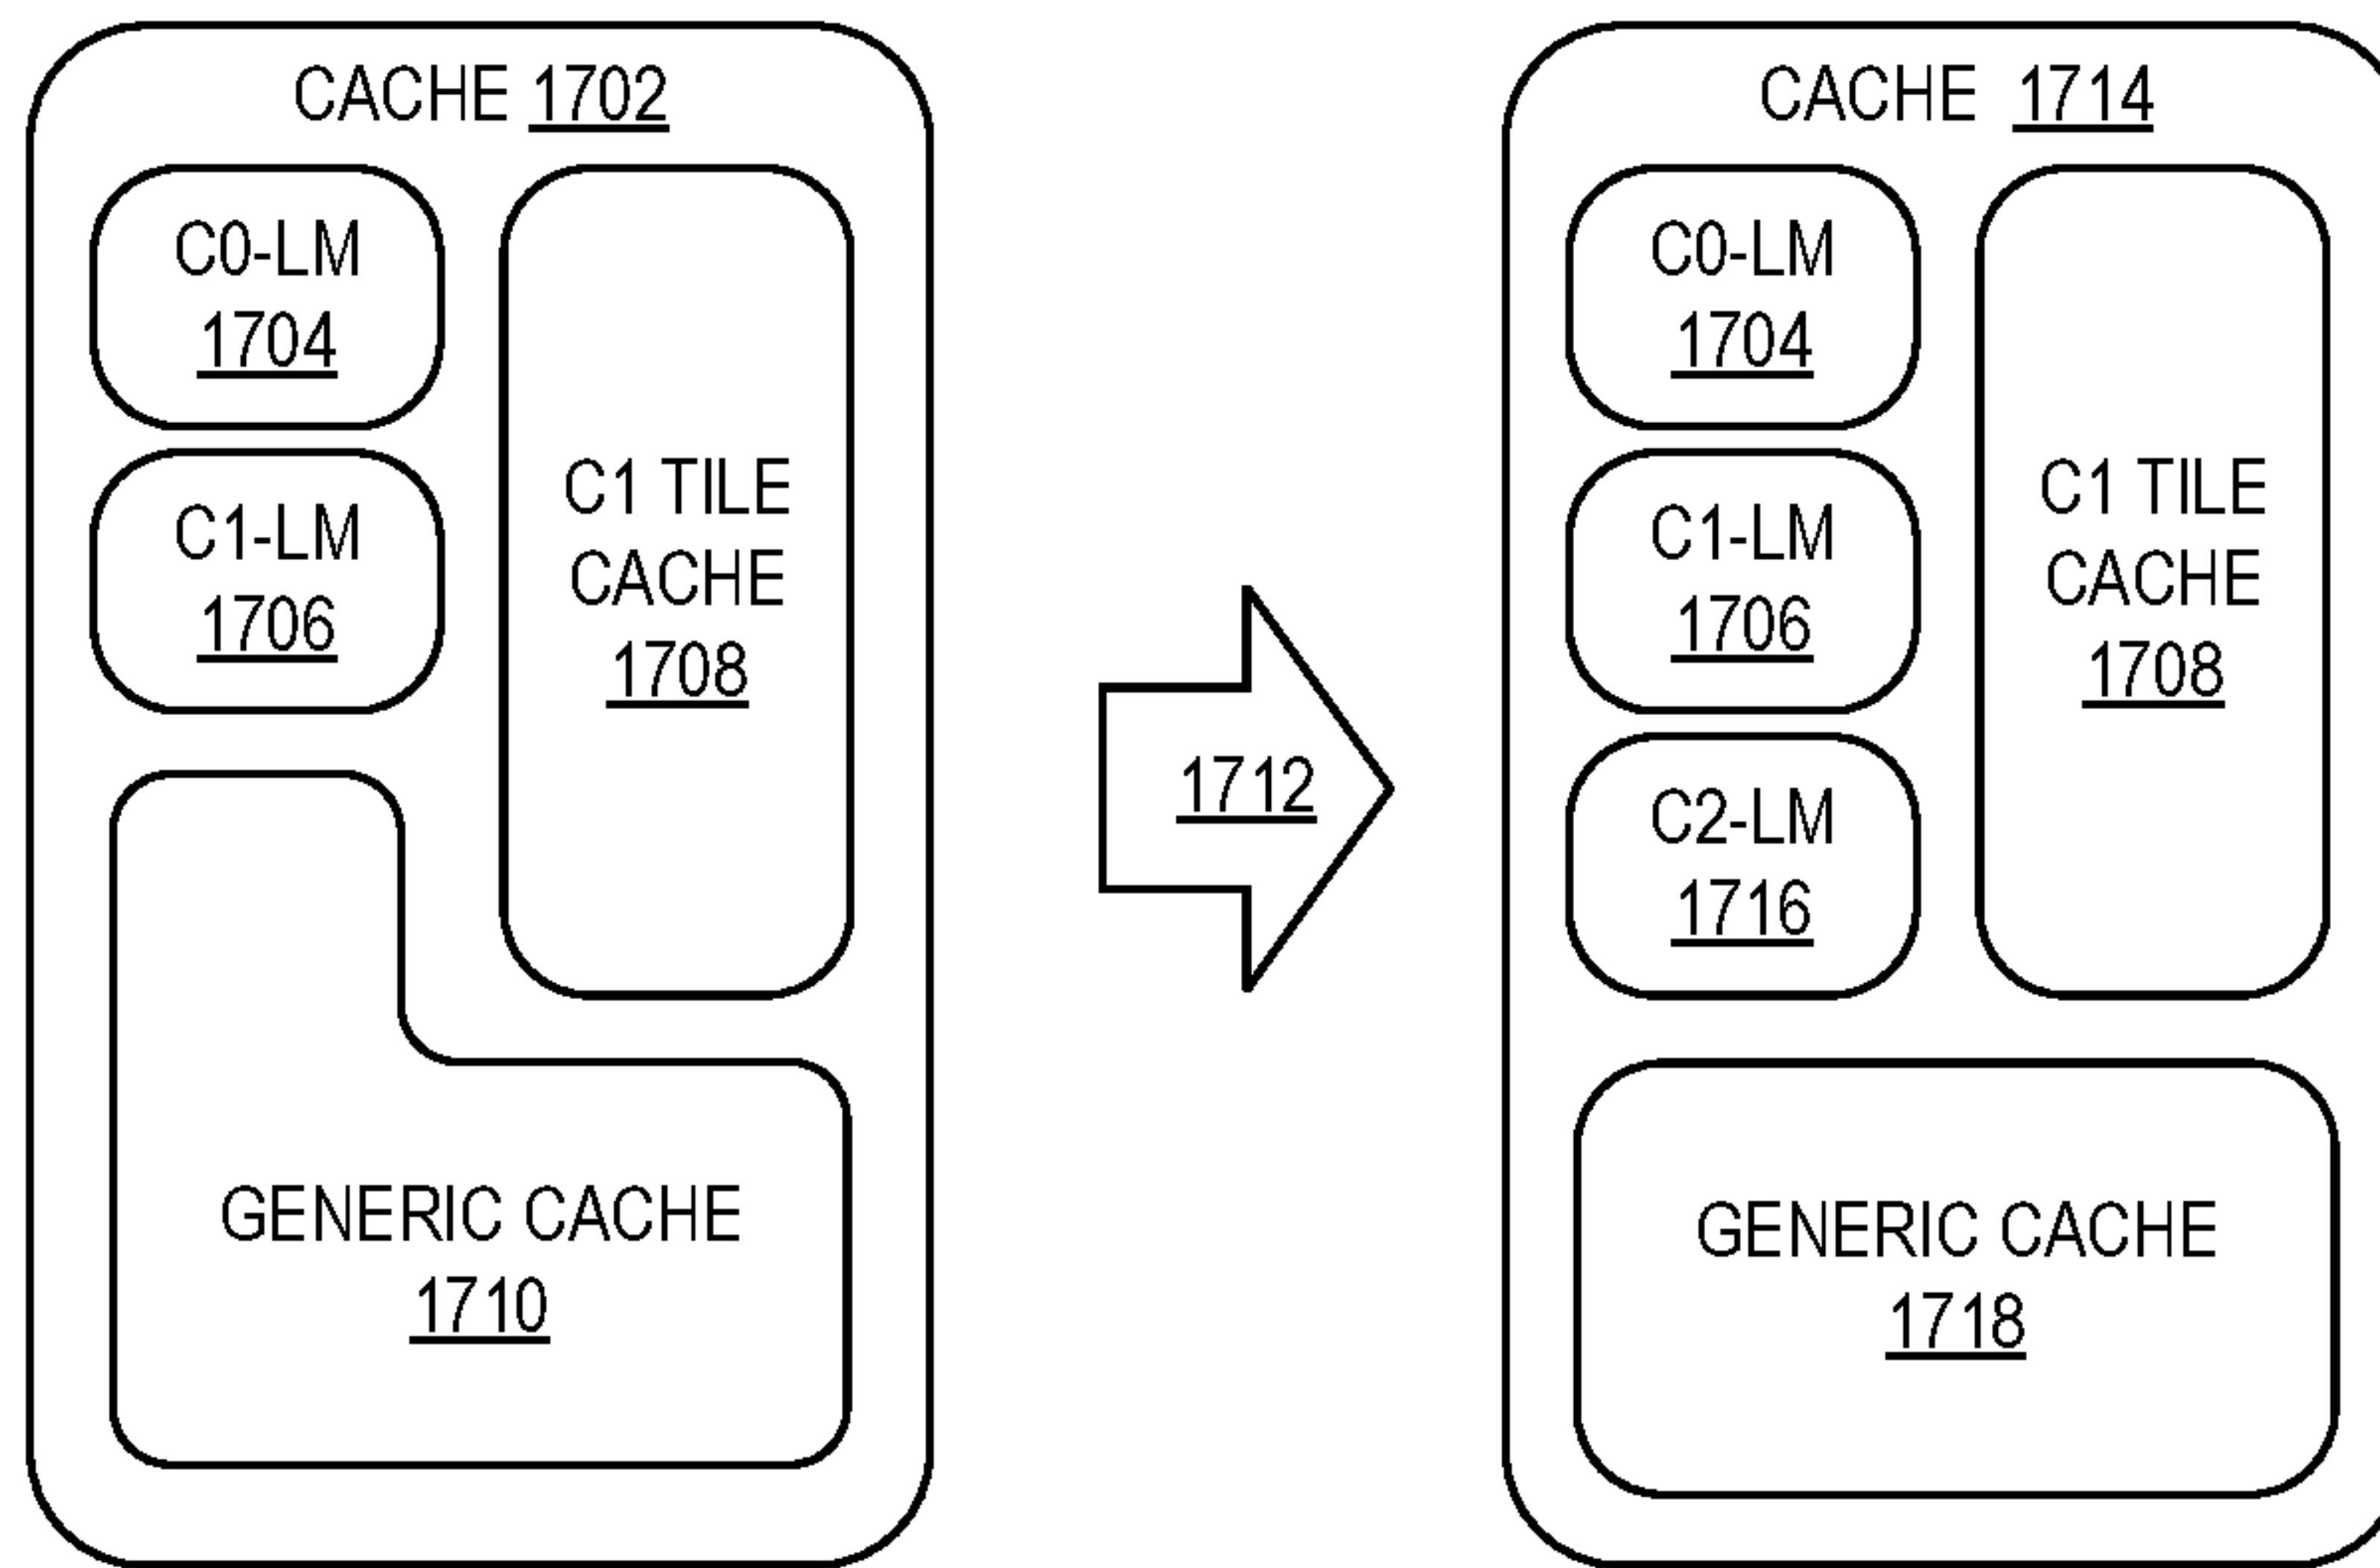 CACHE 1702
C0-LM
1704
C1-LM
1706
C1 TILE
CACHE
1708
GENERIC CACHE
1710
1712
CACHE 1714
C0-LM
1704
C1-LM
1706
C2-LM
1716
C1 TILE
CACHE
1708
GENERIC CACHE
1718